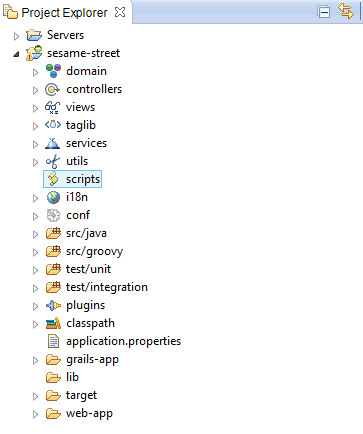 Project Explorer
Servers
sesame-street
domain
controllers
views
taglib
services
utils
scripts
i18n
conf
src/java
src/groovy
test/unit
test/integration
plugins
classpath
application.properties
grails-app
lib
target
web-app